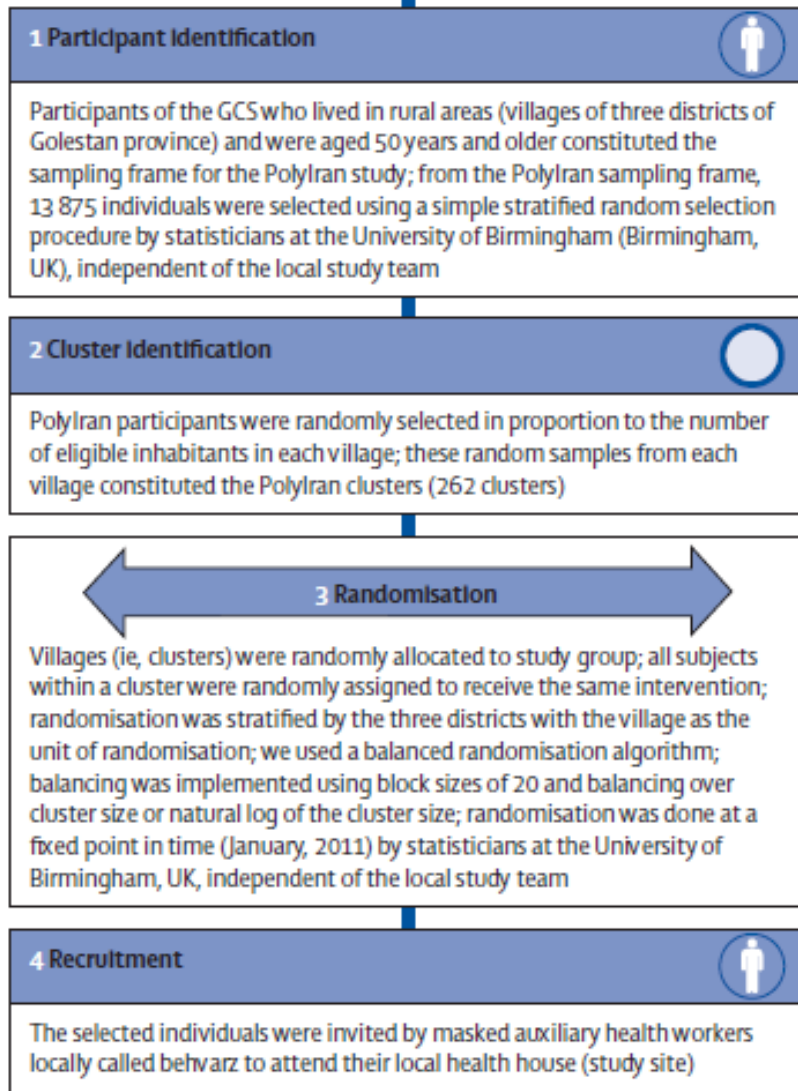 1 Participant identification
Participants of the GCS who lived in rural areas (villages of three districts of
Golestan province) and were aged 50 years and older constituted the
sampling frame for the PolyIran study; from the PolyIran sampling frame,
13 875 individuals were selected using a simple stratified random selection
procedure by statisticians at the University of Birmingham (Birmingham,
UK), independent of the local study team
2 Cluster identification
PolyIran participants were randomly selected in proportion to the number
of eligible inhabitants in each village; these random samples from each
village constituted the PolyIran clusters (262 clusters)
3 Randomisation
Villages (ie, clusters) were randomly allocated to study group; all subjects
within a cluster were randomly assigned to receive the same intervention;
randomisation was stratified by the three districts with the village as the
unit of randomisation; we used a balanced randomisation algorithm;
balancing was implemented using block sizes of 20 and balancing over
cluster size or natural log of the cluster size; randomisation was done at a
fixed point in time (January, 2011) by statisticians at the University of
Birmingham, UK, independent of the local study team
4 Recruitment
The selected individuals were invited by masked auxiliary health workers
locally called behvarz to attend their local health house (study site)